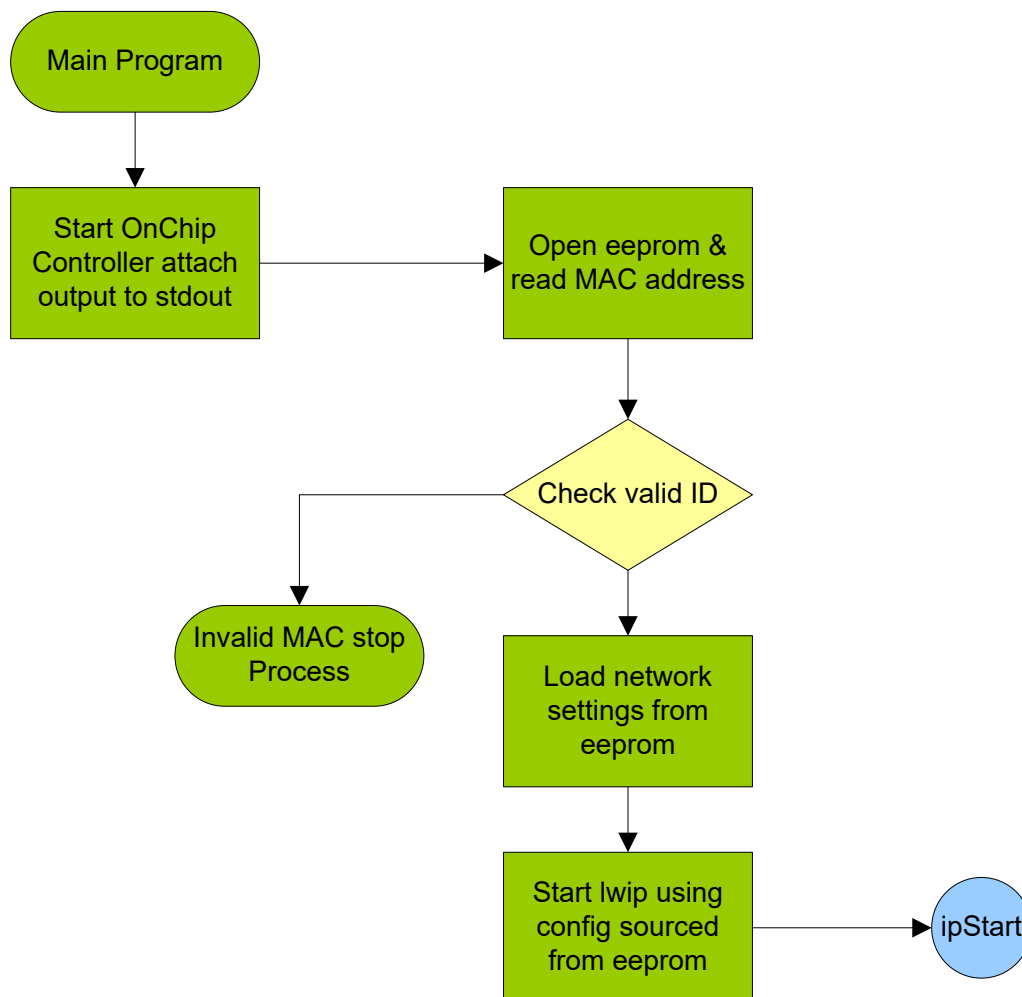 Main Program
Start OnChip
Controller attach
output to stdout
Open eeprom &
read MAC address
Check valid ID
Invalid MAC stop
Process
Load network
settings from
eeprom
Start lwip using
config sourced
from eeprom
ipStart